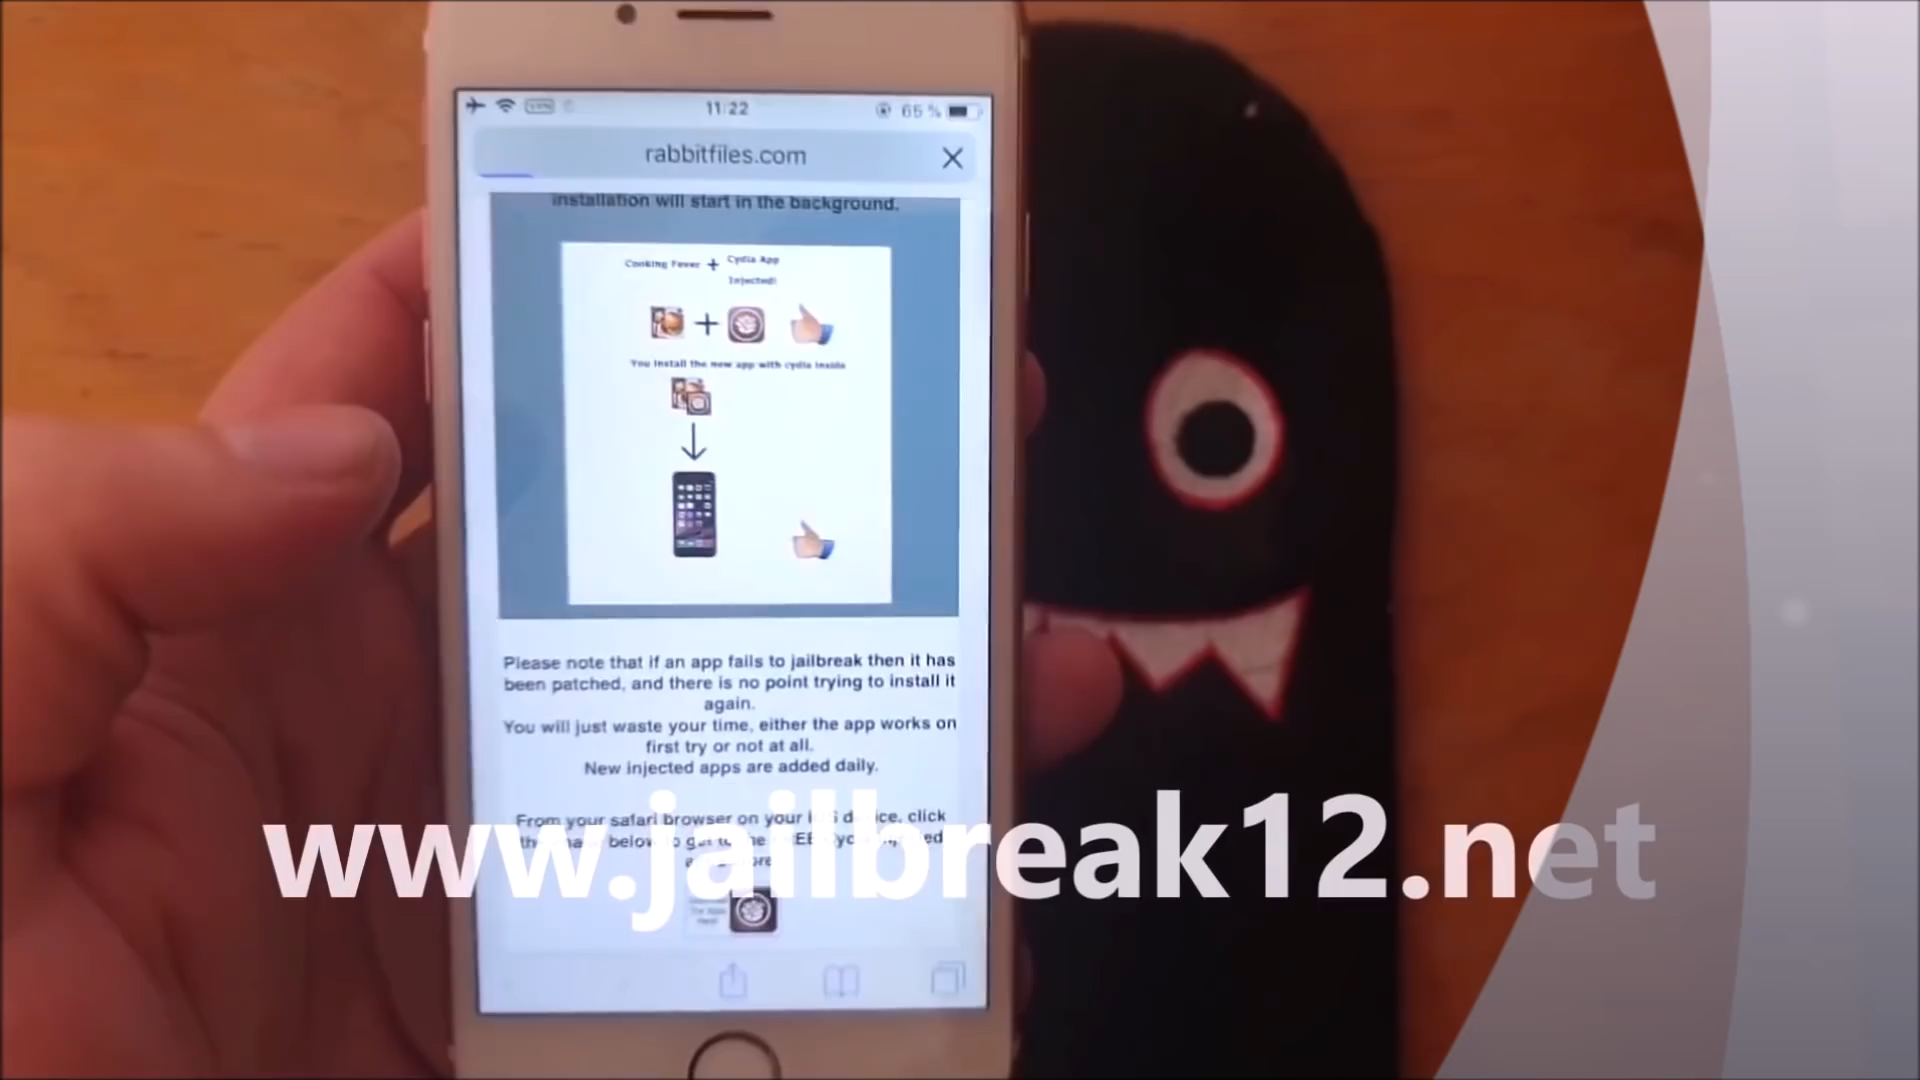 11:22
65 %
rabbitfiles.com
installation will start in the background.
Cooking Fever + Cydia App
Injected!
+
You install the new app with cydia inside
Please note that if an app fails to jailbreak then it has
been patched, and there is no point trying to install it
again.
You will just waste your time, either the app works on
first try or not at all.
New injected apps are added daily.
From your safari browser on your click
below
www.jailbreak12.net